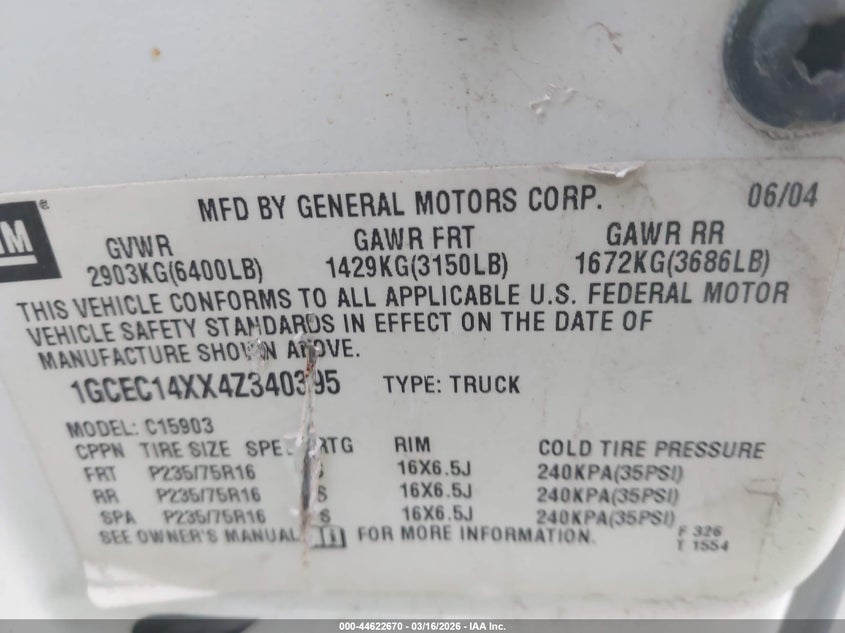 GM®
MFD BY GENERAL MOTORS CORP. 06/04
GVWR GAWR FRT GAWR RR
2903KG(6400LB) 1429KG(3150LB) 1672KG(3686LB)
THIS VEHICLE CONFORMS TO ALL APPLICABLE U.S. FEDERAL MOTOR
VEHICLE SAFETY STANDARDS IN EFFECT ON THE DATE OF
MANUFACTURE SHOWN ABOVE.
1GCEC14XX4Z340395 TYPE: TRUCK
MODEL: C15903
CPPN TIRE SIZE RTG RIM COLD TIRE PRESSURE
FRT P235/75R16 16X6.5J 240KPA(35PSI)
RR P235/75R16 S 16X6.5J 240KPA(35PSI)
SPA P235/75R16 S 16X6.5J 240KPA(35PSI)
SEE OWNER'S MANUAL FOR MORE INFORMATION. F 326
T 1554
000-44622670 - 03/16/2026 - IAA Inc.